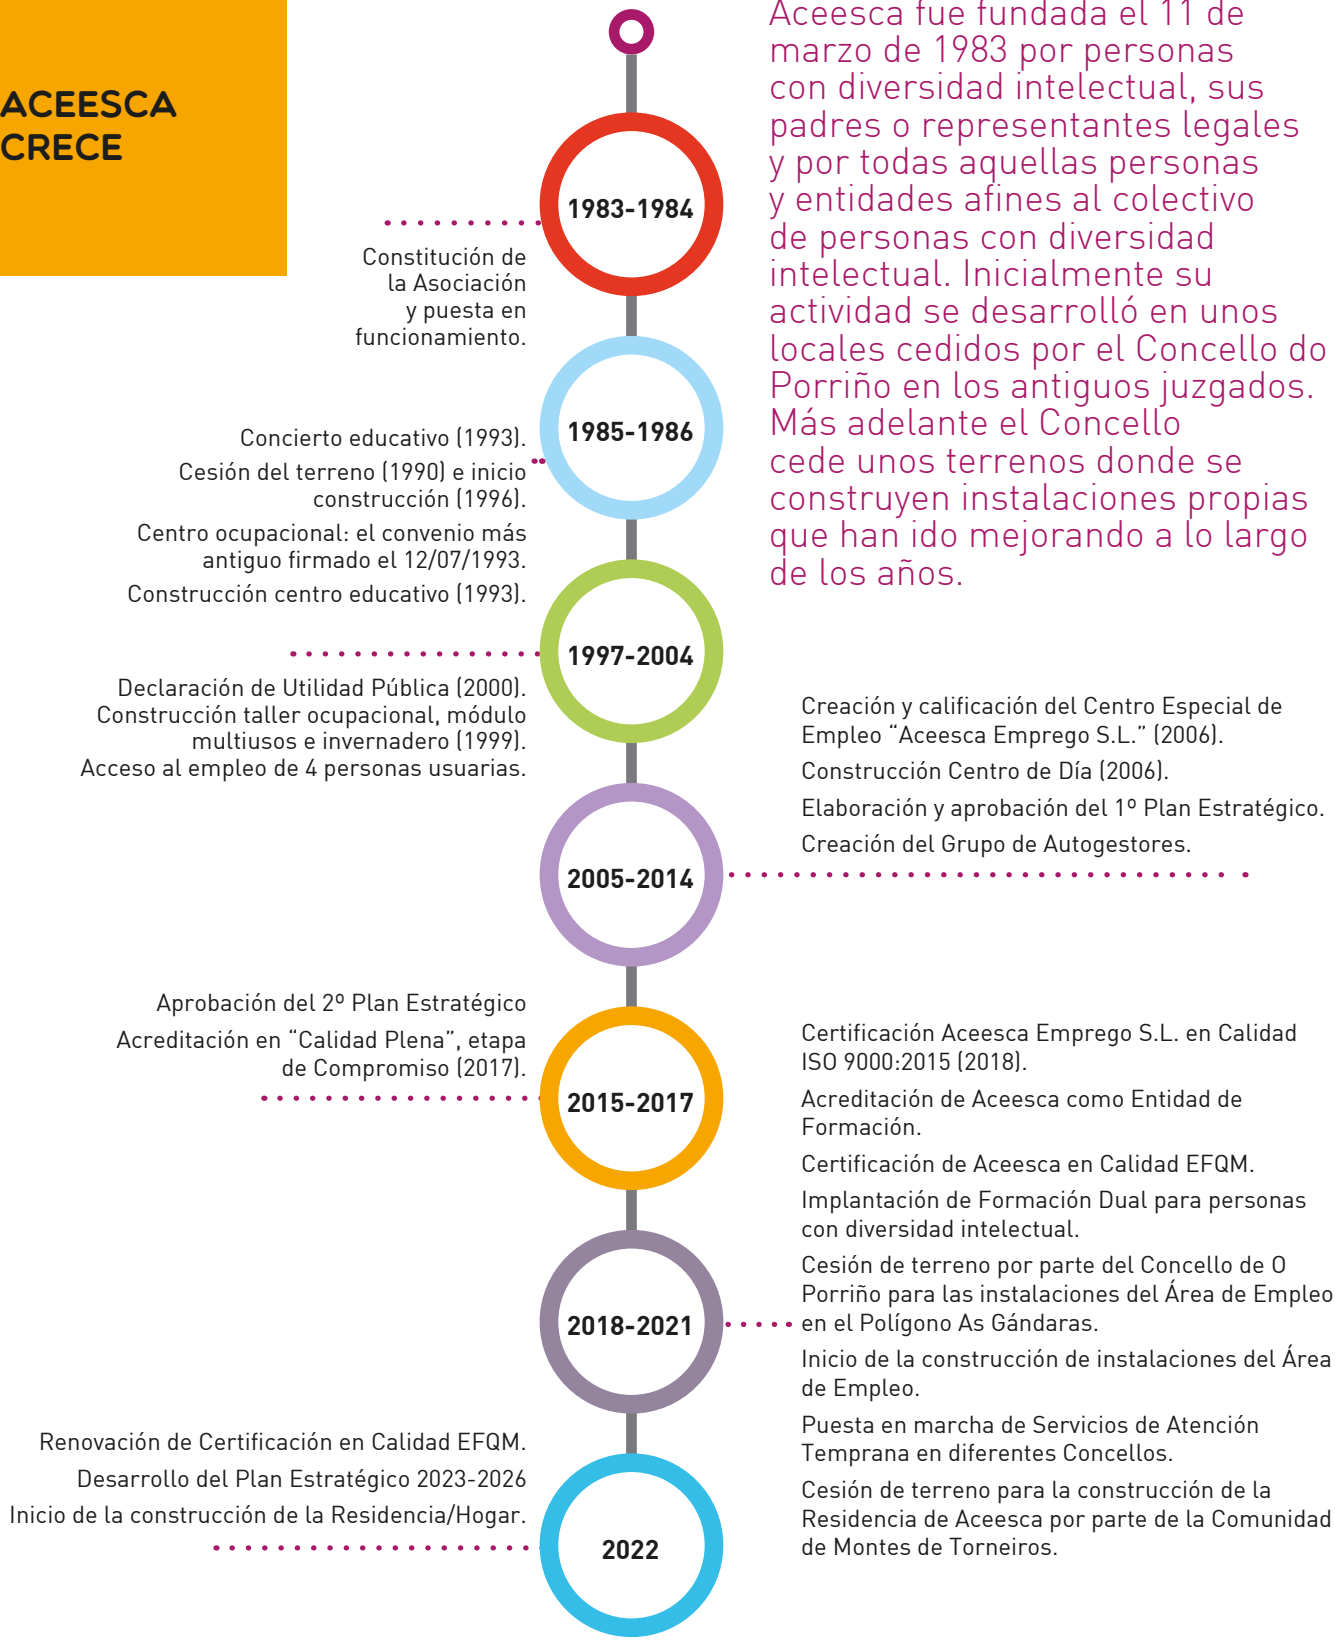 ACEESCA
CRECE
Aceesca fue fundada el 11 de
marzo de 1983 por personas
con diversidad intelectual, sus
padres o representantes legales
y por todas aquellas personas
y entidades afines al colectivo
de personas con diversidad
intelectual. Inicialmente su
actividad se desarrolló en unos
locales cedidos por el Concello do
Porriño en los antiguos juzgados.
Más adelante el Concello
cede unos terrenos donde se
construyen instalaciones propias
que han ido mejorando a lo largo
de los años.
1983-1984
Constitución de
la Asociación
y puesta en
funcionamiento.
1985-1986
Concierto educativo (1993).
Cesión del terreno (1990) e inicio
construcción (1996).
Centro ocupacional: el convenio más
antiguo firmado el 12/07/1993.
Construcción centro educativo (1993).
1997-2004
Declaración de Utilidad Pública (2000).
Construcción taller ocupacional, módulo
multiusos e invernadero (1999).
Acceso al empleo de 4 personas usuarias.
2005-2014
Creación y calificación del Centro Especial de
Empleo “Aceesca Emprego S.L.” (2006).
Construcción Centro de Día (2006).
Elaboración y aprobación del 1º Plan Estratégico.
Creación del Grupo de Autogestores.
2015-2017
Aprobación del 2º Plan Estratégico
Acreditación en “Calidad Plena”, etapa
de Compromiso (2017).
2018-2021
Certificación Aceesca Emprego S.L. en Calidad
ISO 9000:2015 (2018).
Acreditación de Aceesca como Entidad de
Formación.
Certificación de Aceesca en Calidad EFQM.
Implantación de Formación Dual para personas
con diversidad intelectual.
Cesión de terreno por parte del Concello de O
Porriño para las instalaciones del Área de Empleo
en el Polígono As Gándaras.
Inicio de la construcción de instalaciones del Área
de Empleo.
Puesta en marcha de Servicios de Atención
Temprana en diferentes Concellos.
Cesión de terreno para la construcción de la
Residencia de Aceesca por parte de la Comunidad
de Montes de Torneiros.
2022
Renovación de Certificación en Calidad EFQM.
Desarrollo del Plan Estratégico 2023-2026
Inicio de la construcción de la Residencia/Hogar.